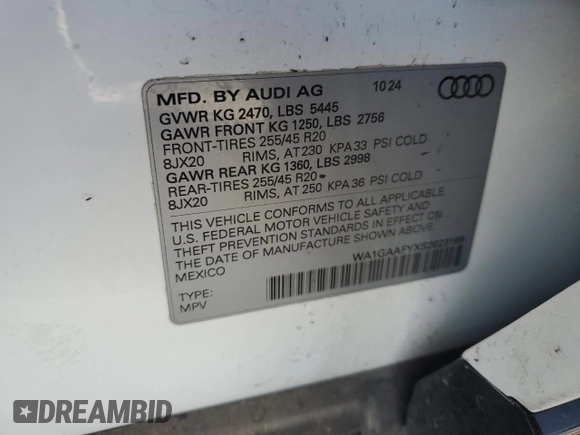 MFD. BY AUDI AG 10 24
GVWR KG 2470, LBS 5445
GAWR FRONT KG 1250, LBS 2756
FRONT-TIRES 255/45 R20
8JX20 RIMS, AT 230 KPA 33 PSI COLD
GAWR REAR KG 1360, LBS 2998
REAR-TIRES 255/45 R20
8JX20 RIMS, AT 250 KPA 36 PSI COLD
THIS VEHICLE CONFORMS TO ALL APPLICABLE
U.S. FEDERAL MOTOR VEHICLE SAFETY AND
THEFT PREVENTION STANDARDS IN EFFECT ON
THE DATE OF MANUFACTURE SHOWN ABOVE.
MEXICO
TYPE:
MPV
DREAMBID